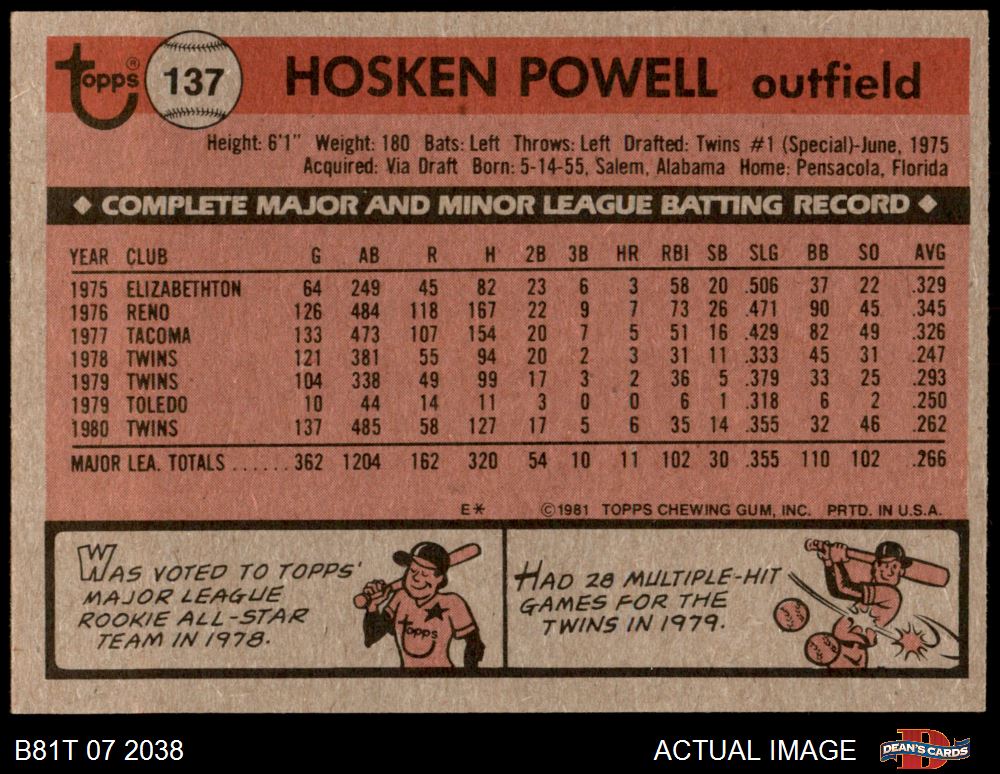 topps®
137
HOSKEN POWELL outfield
Height: 6'1" Weight: 180 Bats: Left Throws: Left Drafted: Twins #1 (Special)-June, 1975
Acquired: Via Draft Born: 5-14-55, Salem, Alabama Home: Pensacola, Florida
◆ COMPLETE MAJOR AND MINOR LEAGUE BATTING RECORD ◆
YEAR CLUB G AB R H 2B 3B HR RBI SB SLG BB SO AVG
1975 ELIZABETHTON 64 249 45 82 23 6 3 58 20 .506 37 22 .329
1976 RENO 126 484 118 167 22 9 7 73 26 .471 90 45 .345
1977 TACOMA 133 473 107 154 20 7 5 51 16 .429 82 49 .326
1978 TWINS 121 381 55 94 20 2 3 31 11 .333 45 31 .247
1979 TWINS 104 338 49 99 17 3 2 36 5 .379 33 25 .293
1979 TOLEDO 10 44 14 11 3 0 0 6 1 .318 6 2 .250
1980 TWINS 137 485 58 127 17 5 6 35 14 .355 32 46 .262
MAJOR LEA. TOTALS ...... 362 1204 162 320 54 10 11 102 30 .355 110 102 .266
E* ©1981 TOPPS CHEWING GUM, INC. PRTD. IN U.S.A.
WAS VOTED TO TOPPS'
MAJOR LEAGUE
ROOKIE ALL-STAR
TEAM IN 1978.
topps
HAD 28 MULTIPLE-HIT
GAMES FOR THE
TWINS IN 1979.
B81T 07 2038 ACTUAL IMAGE
DEAN'S CARDS